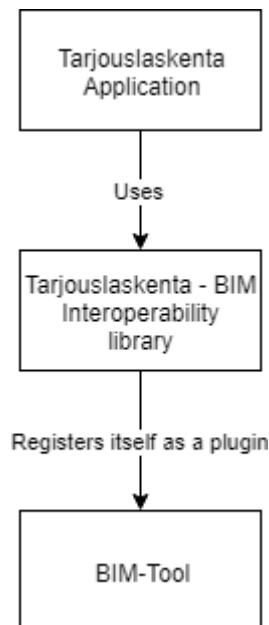 Tarjouslaskenta
Application
Uses
Tarjouslaskenta - BIM
Interoperability
library
Registers itself as a plugin
BIM-Tool